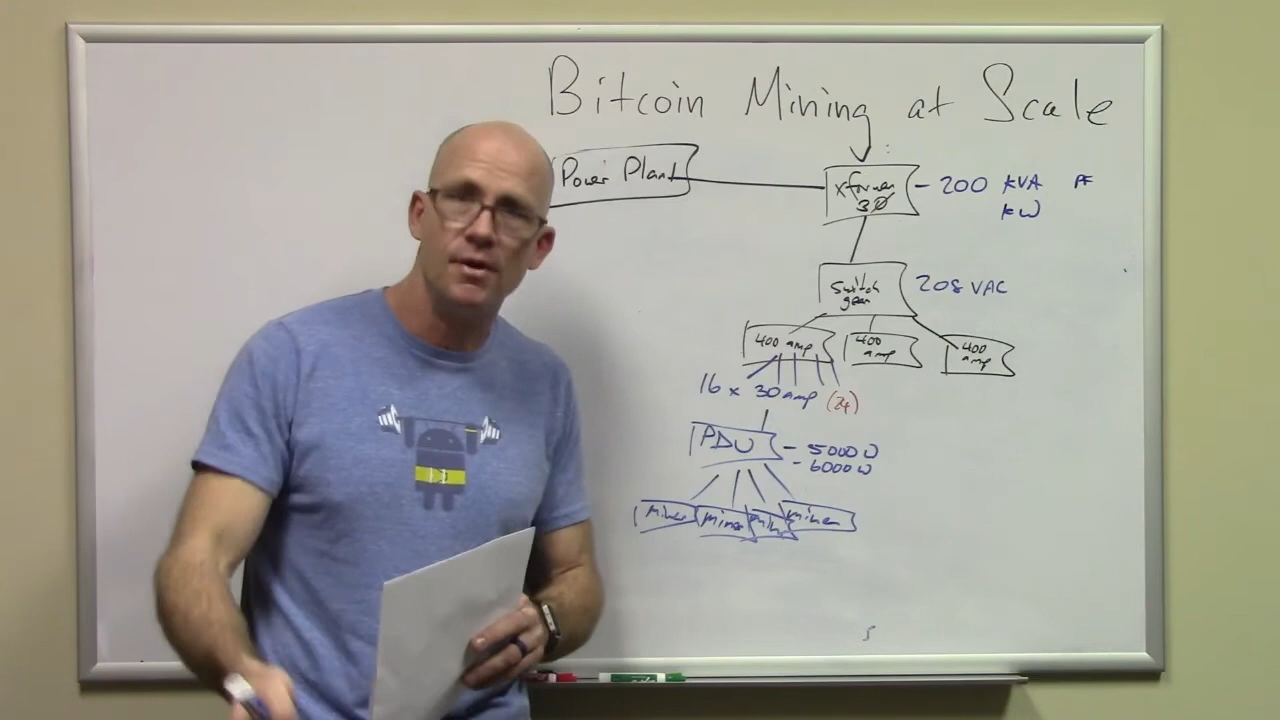 Bitcoin Mining at Scale
Power Plant
xformer
3Ø
- 200 KVA PF
KW
Switch
gear
208 VAC
400 amp
400
amp
400
amp
16 x 30 amp (24)
PDU
- 5000 W
- 6000 W
Miner
Miner
Miner